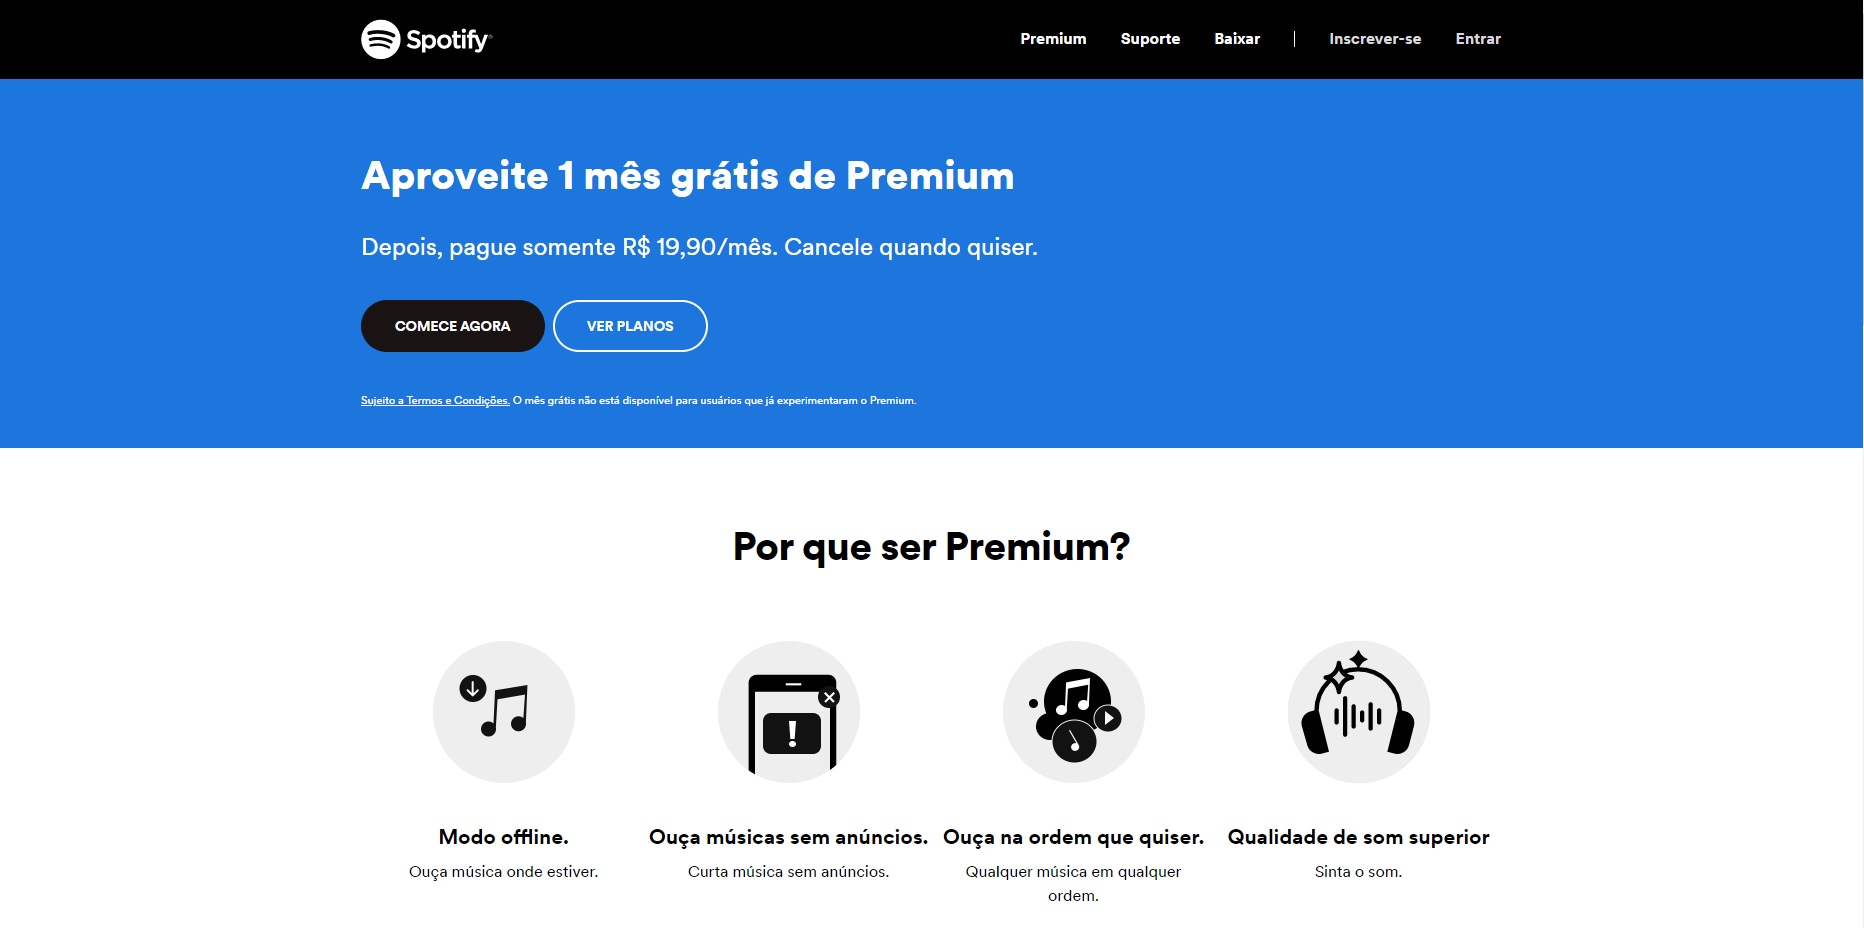 Spotify®
Premium Suporte Baixar | Inscrever-se Entrar
Aproveite 1 mês grátis de Premium
Depois, pague somente R$ 19,90/mês. Cancele quando quiser.
COMECE AGORA VER PLANOS
Sujeito a Termos e Condições. O mês grátis não está disponível para usuários que já experimentaram o Premium.
Por que ser Premium?
!
Modo offline. Ouça músicas sem anúncios. Ouça na ordem que quiser. Qualidade de som superior
Ouça música onde estiver. Curta música sem anúncios. Qualquer música em qualquer Sinta o som.
ordem.